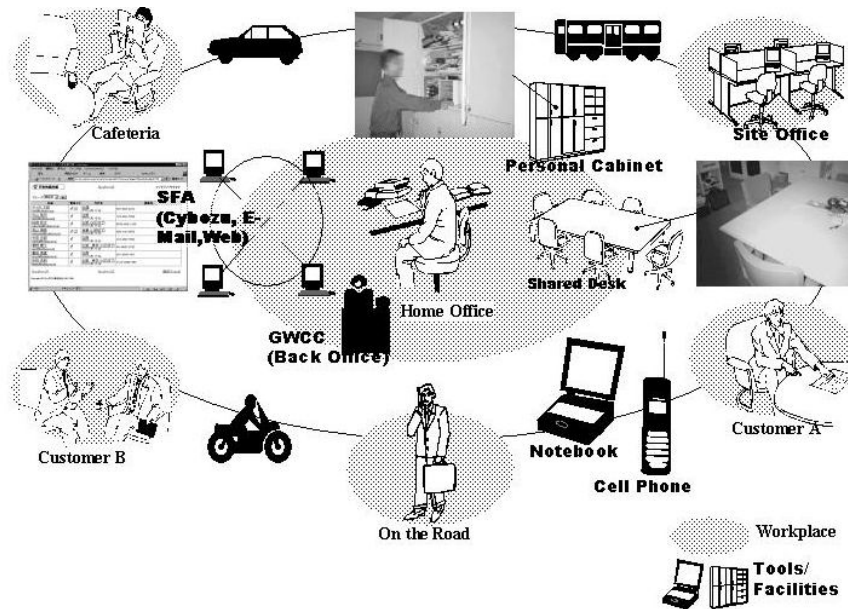 Cafeteria
Site Office
Personal Cabinet
SFA
(Cybozu, E-
Mail,Web)
Shared Desk
Home Office
GWCC
(Back Office)
Customer B
Customer A
Notebook
Cell Phone
On the Road
Workplace
Tools/
Facilities